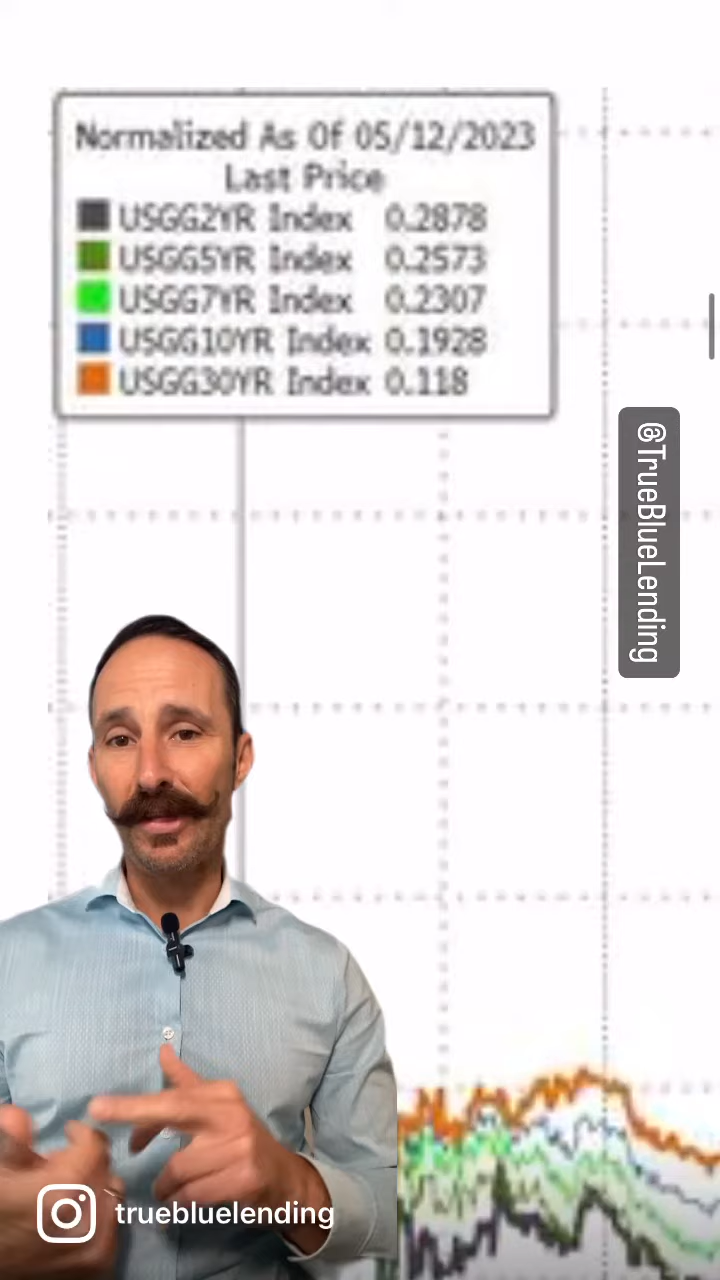 Normalized As Of 05/12/2023
Last Price
USGG2YR Index 0.2878
USGG5YR Index 0.2573
USGG7YR Index 0.2307
USGG10YR Index 0.1928
USGG30YR Index 0.118
@TrueBlueLending
truebluelending